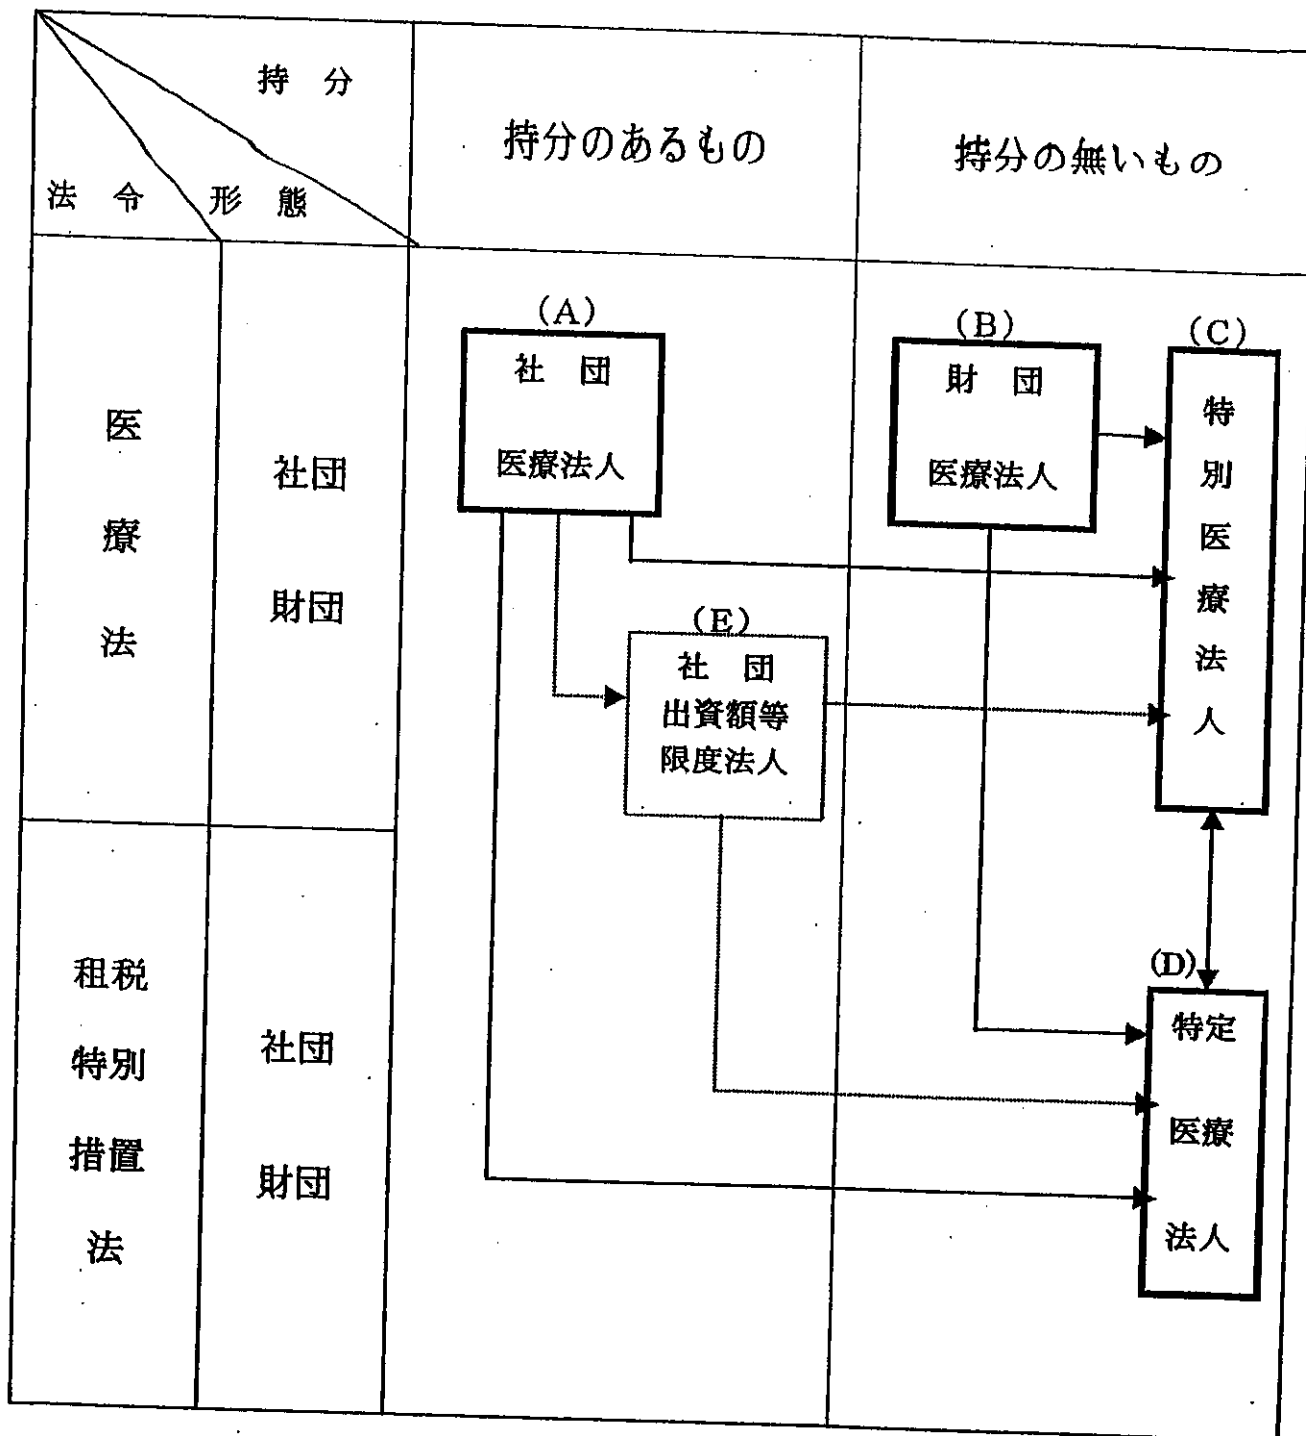 持 分
法 令
形 態
持分のあるもの
持分の無いもの
医
療
法
社団
財団
(A)
社 団
医療法人
(B)
財 団
医療法人
(C)
特
別
医
療
法
人
(E)
社 団
出資額等
限度法人
租税
特別
措置
法
社団
財団
(D)
特定
医療
法人